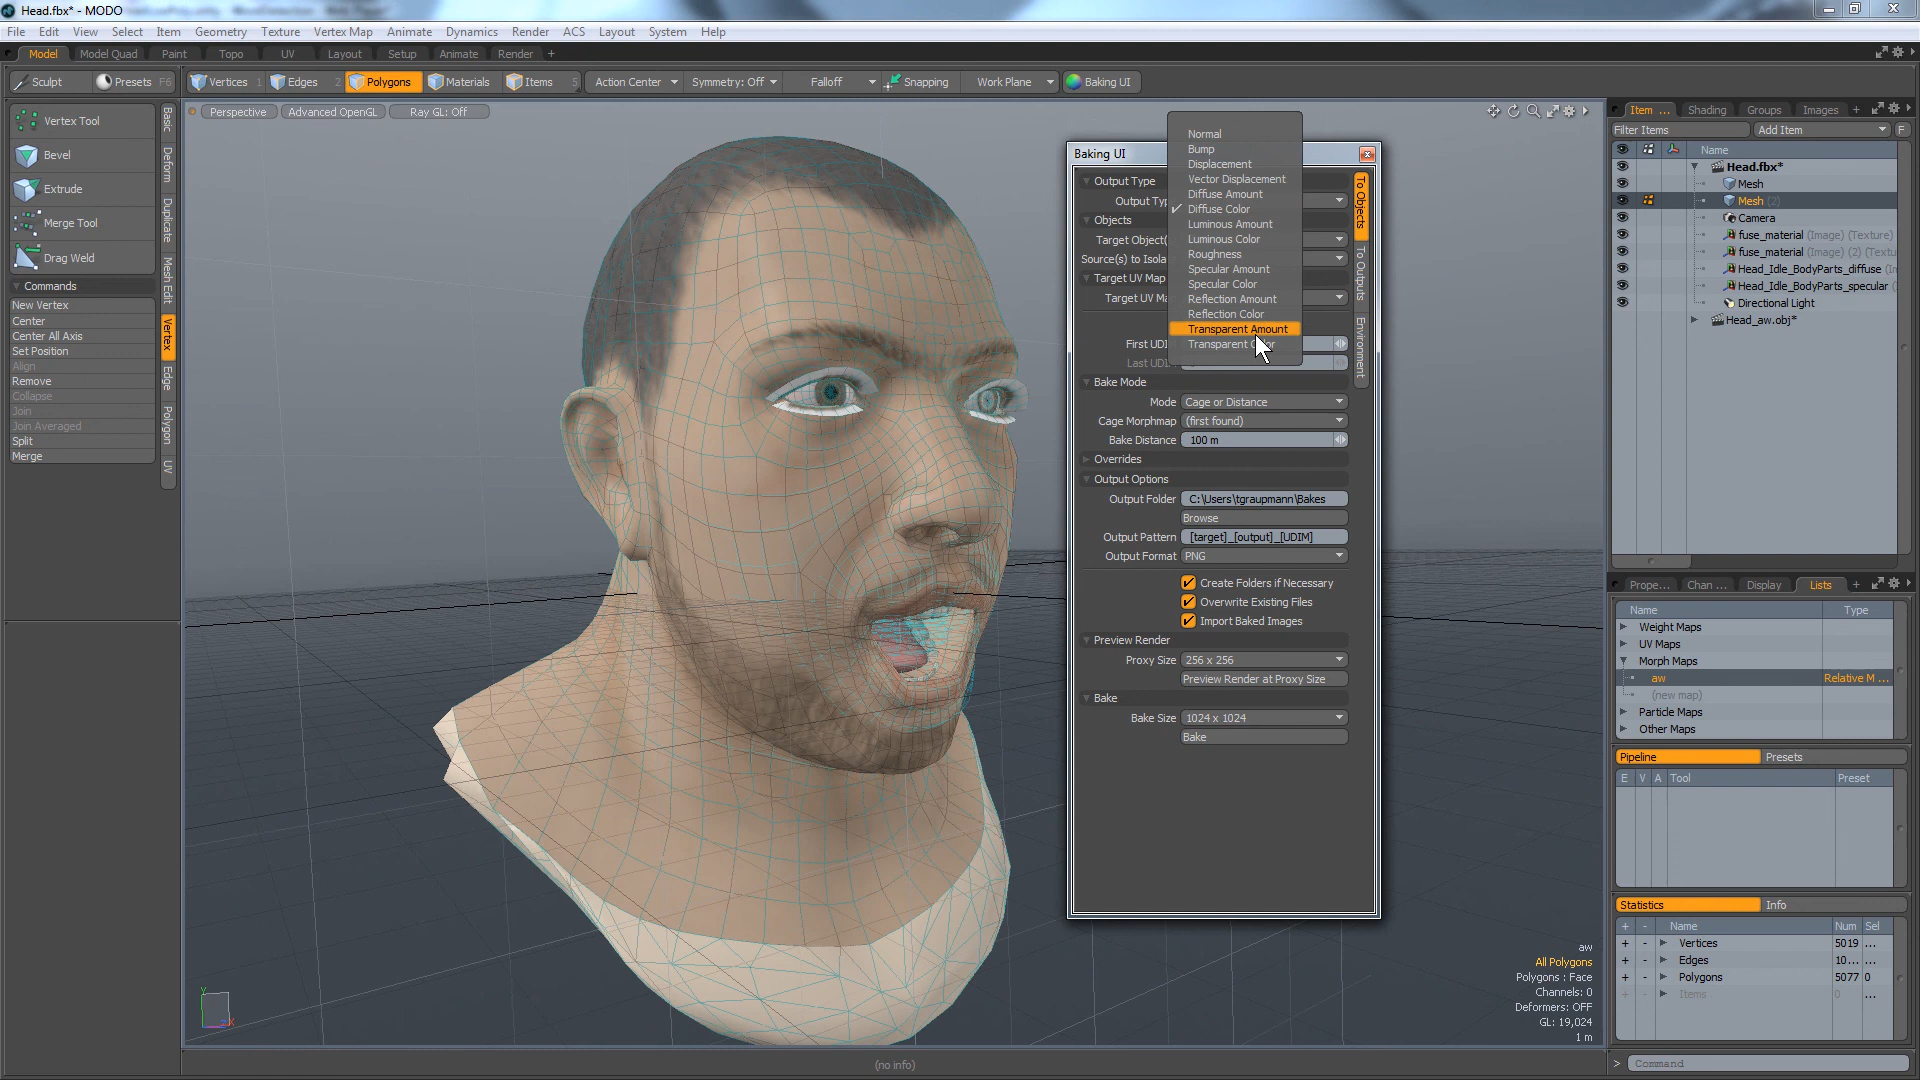 Head.fbx* - MODO
File Edit View Select Item Geometry Texture Vertex Map Animate Dynamics Render ACS Layout System Help
Model Model Quad Paint Topo UV Layout Setup Animate Render +
Sculpt Presets F6 Vertices 1 Edges 2 Polygons Materials Items 5 Action Center Symmetry: Off Falloff Snapping Work Plane Baking UI
Vertex Tool
Bevel
Extrude
Merge Tool
Drag Weld
Commands
New Vertex
Center
Center All Axis
Set Position
Align
Remove
Collapse
Join
Join Averaged
Split
Merge
Basic
Deform
Duplicate
Mesh Edit
Vertex
Edge
Polygon
UV
Perspective Advanced OpenGL Ray GL: Off
Baking UI
Output Type
Output Typ
Objects
Target Object(
Source(s) to Isola
Target UV Map
Target UV Ma
First UDI
Last UDI
Normal
Bump
Displacement
Vector Displacement
Diffuse Amount
Diffuse Color
Luminous Amount
Luminous Color
Roughness
Specular Amount
Specular Color
Reflection Amount
Reflection Color
Transparent Amount
Transparent
To Objects
To Outputs
Environment
Bake Mode
Mode Cage or Distance
Cage Morphmap (first found)
Bake Distance 100 m
Overrides
Output Options
Output Folder C:\Users\tgraupmann\Bakes
Browse
Output Pattern [target]_[output]_[UDIM]
Output Format PNG
Create Folders if Necessary
Overwrite Existing Files
Import Baked Images
Preview Render
Proxy Size 256 x 256
Preview Render at Proxy Size
Bake
Bake Size 1024 x 1024
Bake
aw
All Polygons
Polygons : Face
Channels: 0
Deformers: OFF
GL: 19,024
1 m
(no info)
Item ... Shading Groups Images +
Filter Items Add Item F
Name
Head.fbx*
Mesh
Mesh (2)
Camera
fuse_material (Image) (Texture)
fuse_material (Image) (2) (Texture
Head_Idle_BodyParts_diffuse
Head_Idle_BodyParts_specular
Directional Light
Head_aw.obj*
Prope... Chan ... Display Lists +
Name Type
Weight Maps
UV Maps
Morph Maps
aw Relative M ...
(new map)
Particle Maps
Other Maps
Pipeline Presets
E V A Tool Preset
Statistics Info
+ - Name Num Sel
+ - Vertices 5019 ...
+ - Edges 10... ...
+ - Polygons 5077 0
+ - Items 0 ...
> Command
Y
X